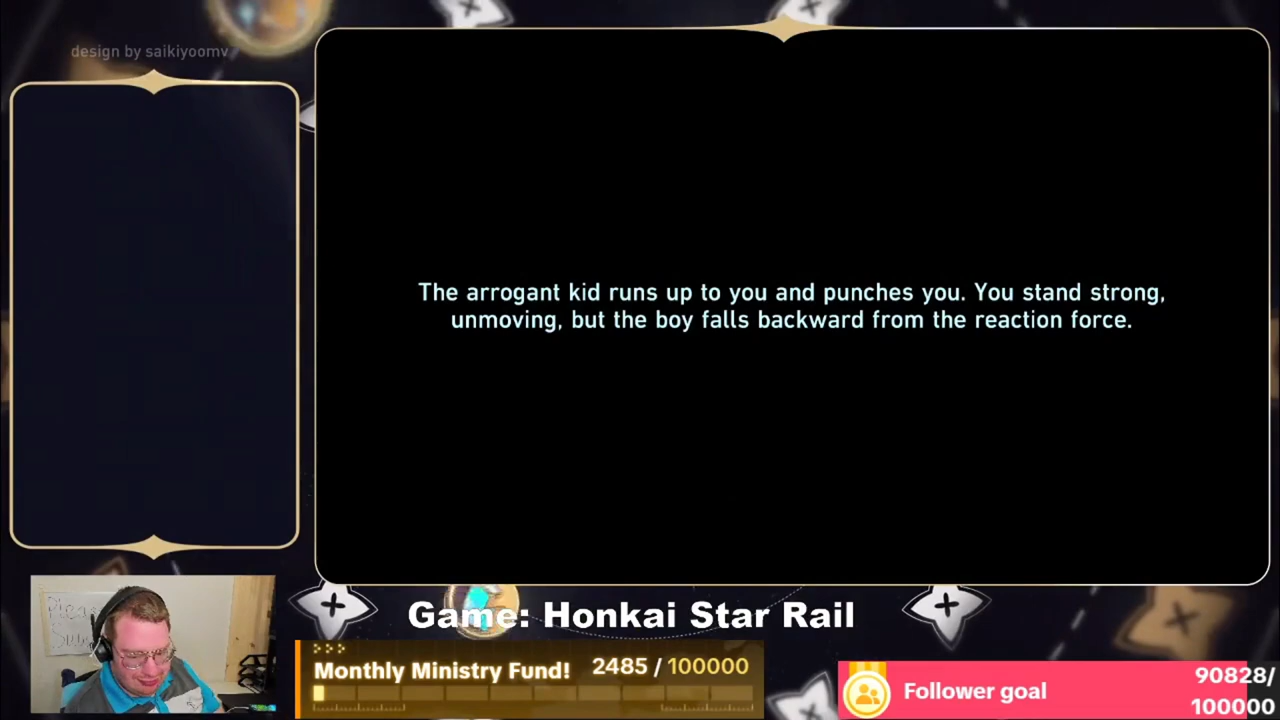 design by saikiyoomv
The arrogant kid runs up to you and punches you. You stand strong,
unmoving, but the boy falls backward from the reaction force.
Game: Honkai Star Rail
Monthly Ministry Fund! 2485 / 100000
Follower goal
90828/
100000